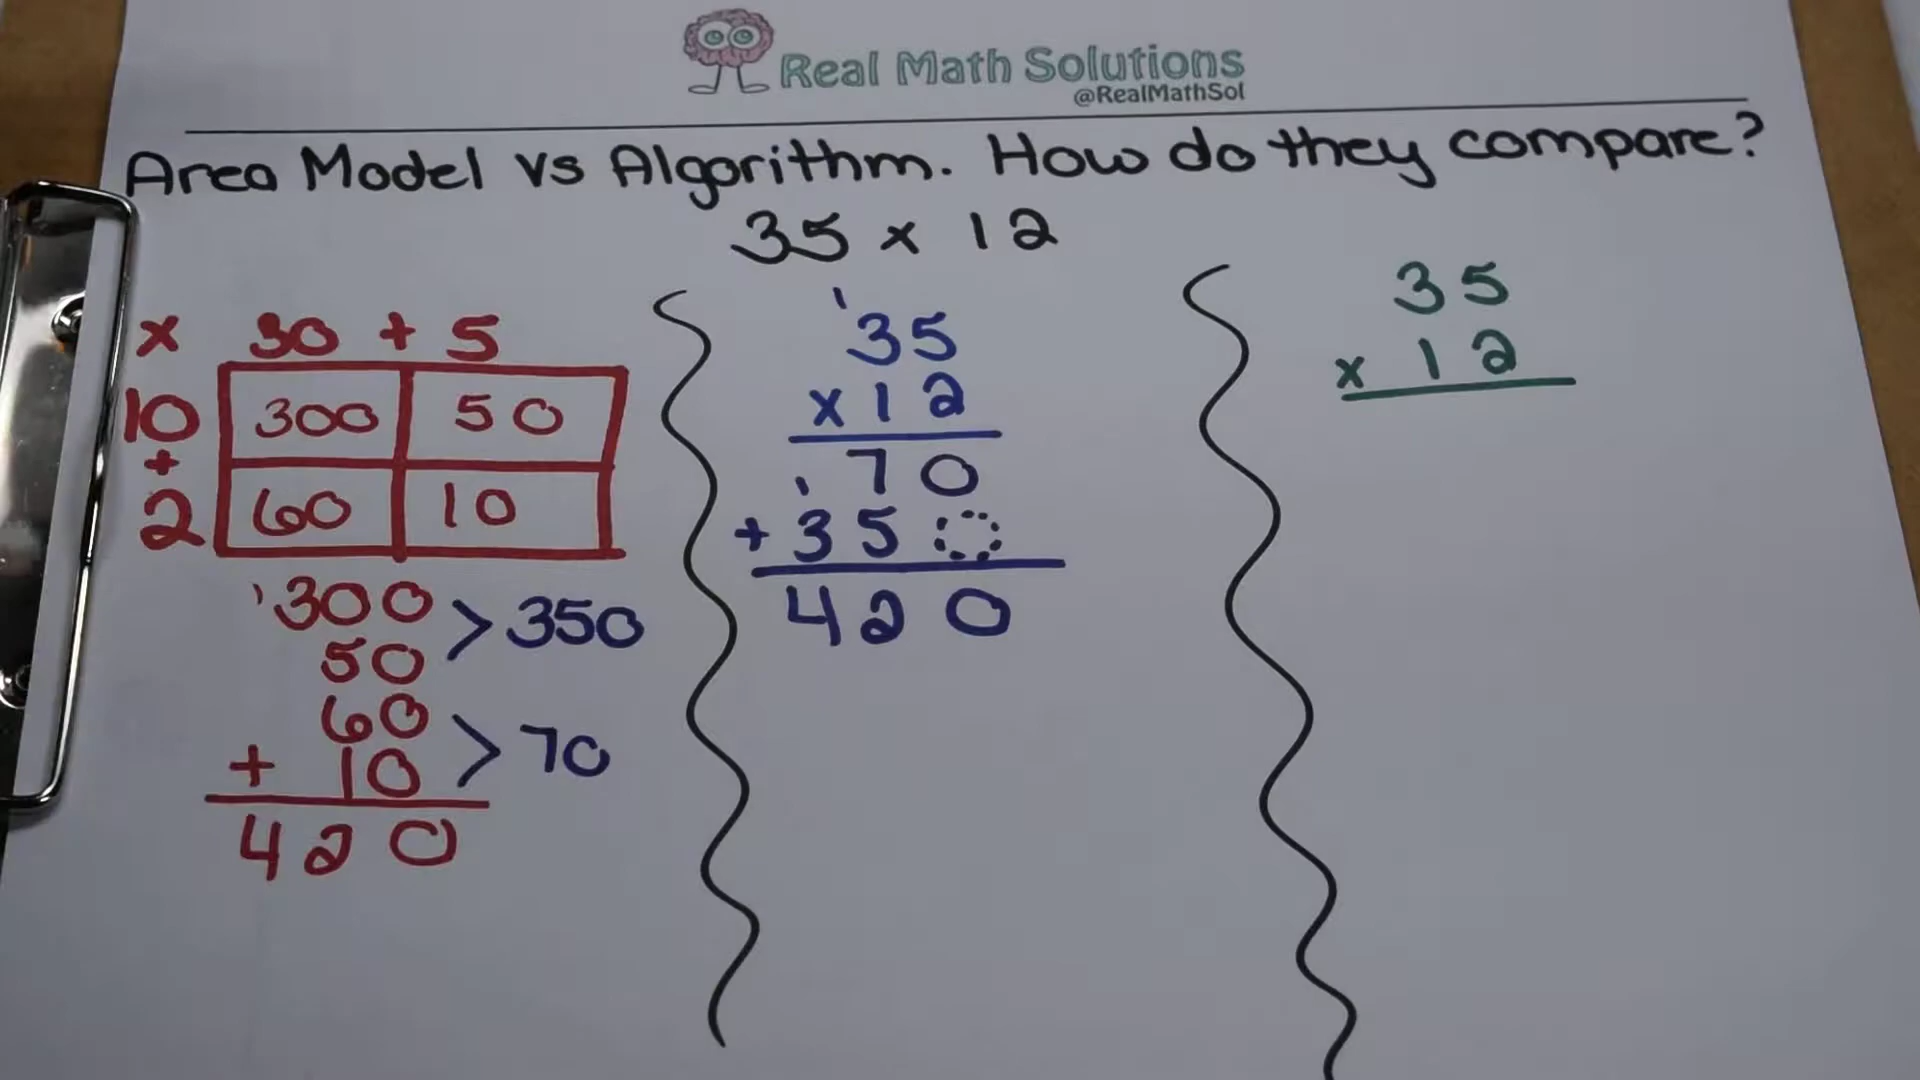 Real Math Solutions
@RealMathSol
Area Model vs Algorithm. How do they compare?
35 x 12
x 30 + 5
10 300 50
+
2 60 10
1
300 > 350
50
60 > 70
+ 10
420
1
35
x 12
1
70
+ 350
420
35
x 12